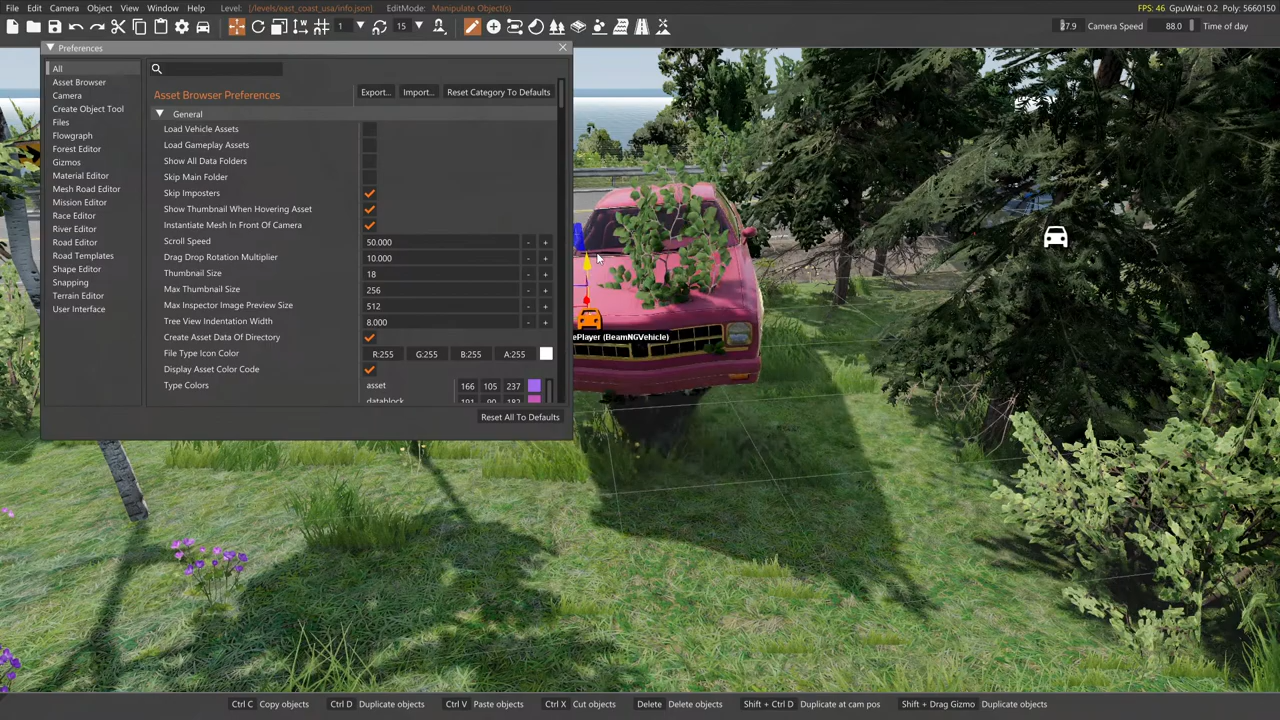 File Edit Camera Object View Window Help Level: [/levels/east_coast_usa/info.json] EditMode: [Manipulate Object(s)] FPS: 46 GpuWait: 0.2 Poly: 5660150
1 15 27.9 Camera Speed 88.0 Time of day
Preferences
All
Asset Browser
Camera
Create Object Tool
Files
Flowgraph
Forest Editor
Gizmos
Material Editor
Mesh Road Editor
Mission Editor
Race Editor
River Editor
Road Editor
Road Templates
Shape Editor
Snapping
Terrain Editor
User Interface
Asset Browser Preferences Export... Import... Reset Category To Defaults
General
Load Vehicle Assets
Load Gameplay Assets
Show All Data Folders
Skip Main Folder
Skip Imposters
Show Thumbnail When Hovering Asset
Instantiate Mesh In Front Of Camera
Scroll Speed 50.000 - +
Drag Drop Rotation Multiplier 10.000 - +
Thumbnail Size 18 - +
Max Thumbnail Size 256 - +
Max Inspector Image Preview Size 512 - +
Tree View Indentation Width 8.000 - +
Create Asset Data Of Directory
File Type Icon Color R:255 G:255 B:255 A:255
Display Asset Color Code
Type Colors asset 166 105 237
datablock 191 90 182
Reset All To Defaults
ePlayer (BeamNGVehicle)
Ctrl C Copy objects Ctrl D Duplicate objects Ctrl V Paste objects Ctrl X Cut objects Delete Delete objects Shift + Ctrl D Duplicate at cam pos Shift + Drag Gizmo Duplicate objects